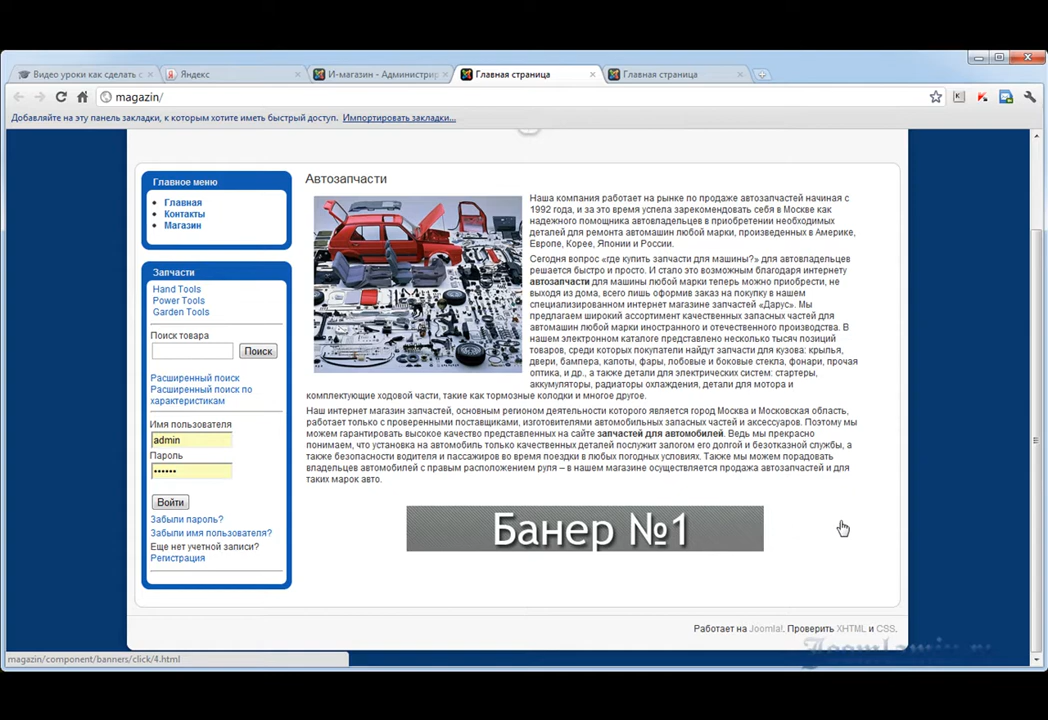 Видео уроки как сделать с
Яндекс
И-магазин - Администрир
Главная страница
Главная страница
magazin/
Добавляйте на эту панель закладки, к которым хотите иметь быстрый доступ. Импортировать закладки...
Главное меню
Главная
Контакты
Магазин
Запчасти
Hand Tools
Power Tools
Garden Tools
Поиск товара
Поиск
Расширенный поиск
Расширенный поиск по
характеристикам
Имя пользователя
admin
Пароль
••••••
Войти
Забыли пароль?
Забыли имя пользователя?
Еще нет учетной записи?
Регистрация
Автозапчасти
Наша компания работает на рынке по продаже автозапчастей начиная с
1992 года, и за это время успела зарекомендовать себя в Москве как
надежного помощника автовладельцев в приобретении необходимых
деталей для ремонта автомашин любой марки, произведенных в Америке,
Европе, Корее, Японии и России.
Сегодня вопрос «где купить запчасти для машины?» для автовладельцев
решается быстро и просто. И стало это возможным благодаря интернету
автозапчасти для машины любой марки теперь можно приобрести, не
выходя из дома, всего лишь оформив заказ на покупку в нашем
специализированном интернет магазине запчастей «Дарус». Мы
предлагаем широкий ассортимент качественных запасных частей для
автомашин любой марки иностранного и отечественного производства. В
нашем электронном каталоге представлено несколько тысяч позиций
товаров, среди которых покупатели найдут запчасти для кузова: крылья,
двери, бампера, капоты, фары, лобовые и боковые стекла, фонари, прочая
оптика, и др., а также детали для электрических систем: стартеры,
аккумуляторы, радиаторы охлаждения, детали для мотора и
комплектующие ходовой части, такие как тормозные колодки и многое другое.
Наш интернет магазин запчастей, основным регионом деятельности которого является город Москва и Московская область,
работает только с проверенными поставщиками, изготовителями автомобильных запасных частей и аксессуаров. Поэтому мы
можем гарантировать высокое качество представленных на сайте запчастей для автомобилей. Ведь мы прекрасно
понимаем, что установка на автомобиль только качественных деталей послужит залогом его долгой и безотказной службы, а
также безопасности водителя и пассажиров во время поездки в любых погодных условиях. Также мы можем порадовать
владельцев автомобилей с правым расположением руля – в нашем магазине осуществляется продажа автозапчастей и для
таких марок авто.
Банер №1
Работает на Joomla!. Проверить XHTML и CSS.
magazin/component/banners/click/4.html